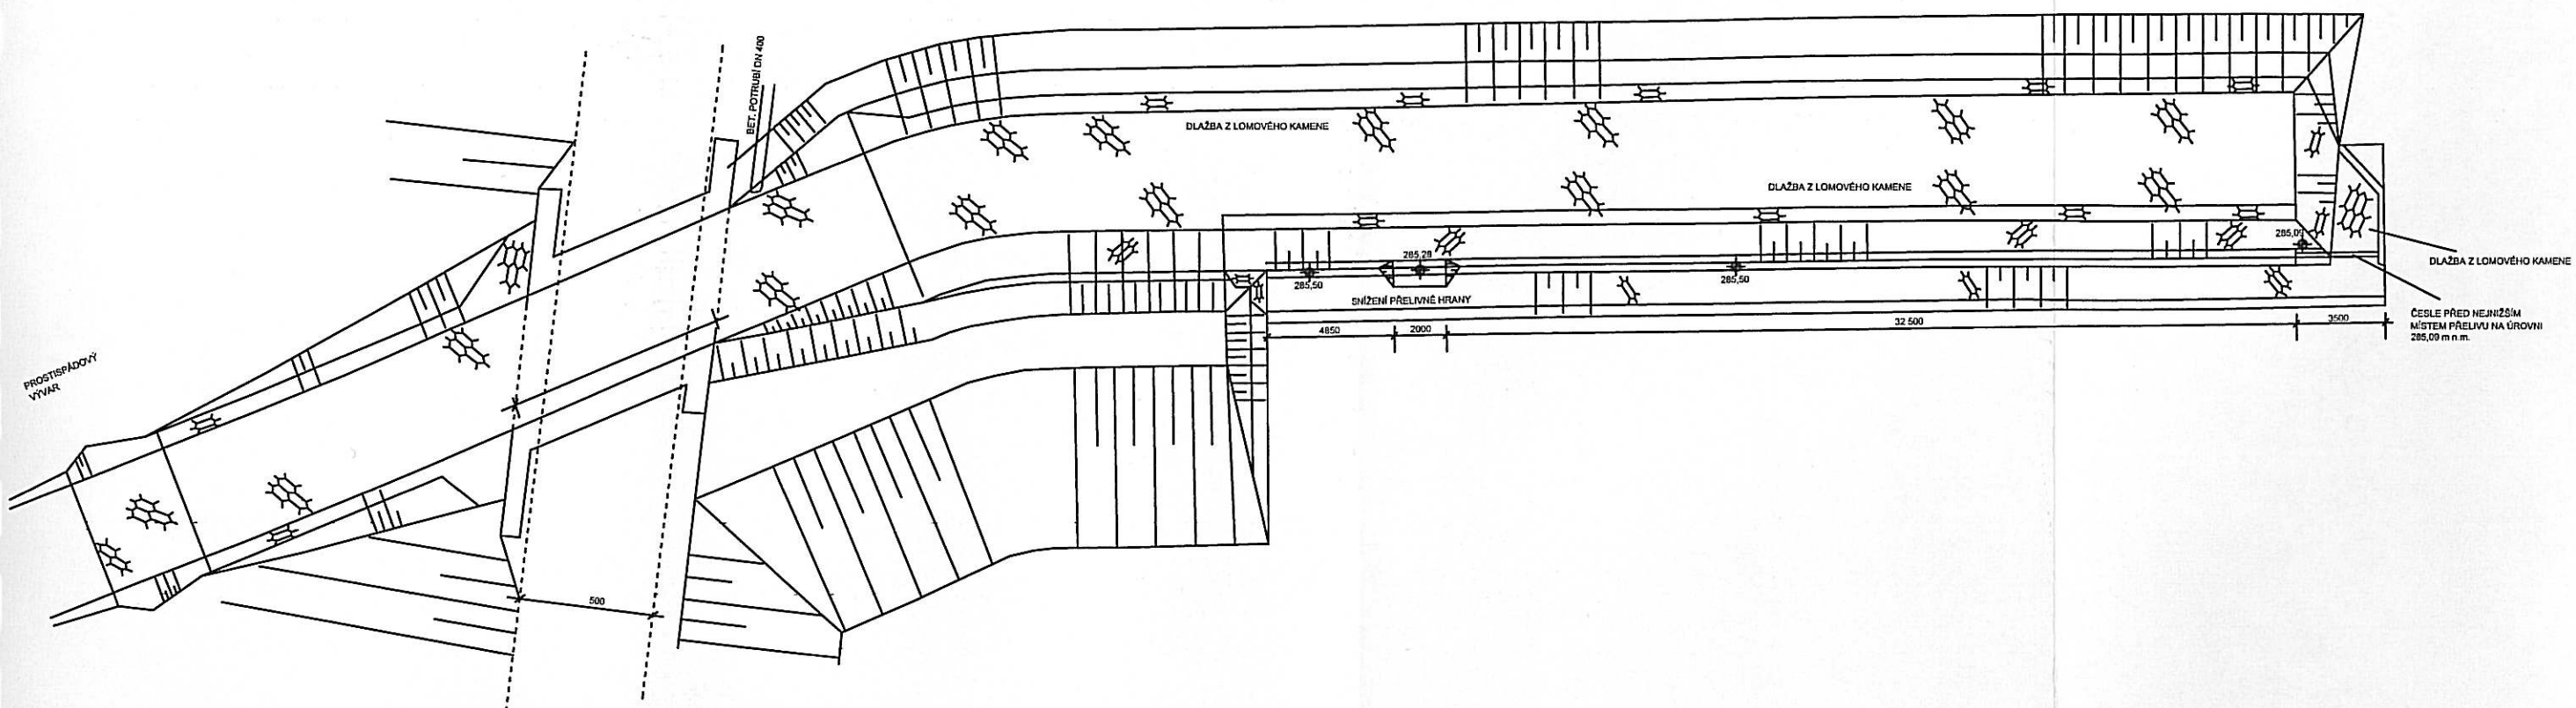 BET. POTRUBÍ DN 400
DLAŽBA Z LOMOVÉHO KAMENE
DLAŽBA Z LOMOVÉHO KAMENE
285,09
285,28
DLAŽBA Z LOMOVÉHO KAMENE
285,50
285,50
SNÍŽENÍ PŘELIVNÉ HRANY
4850
2000
32 500
3500
ČESLE PŘED NEJNIŽŠÍM
MÍSTEM PŘELIVU NA ÚROVNI
285,09 m n.m.
PROSTISPÁDOVÝ
VÝVAR
500